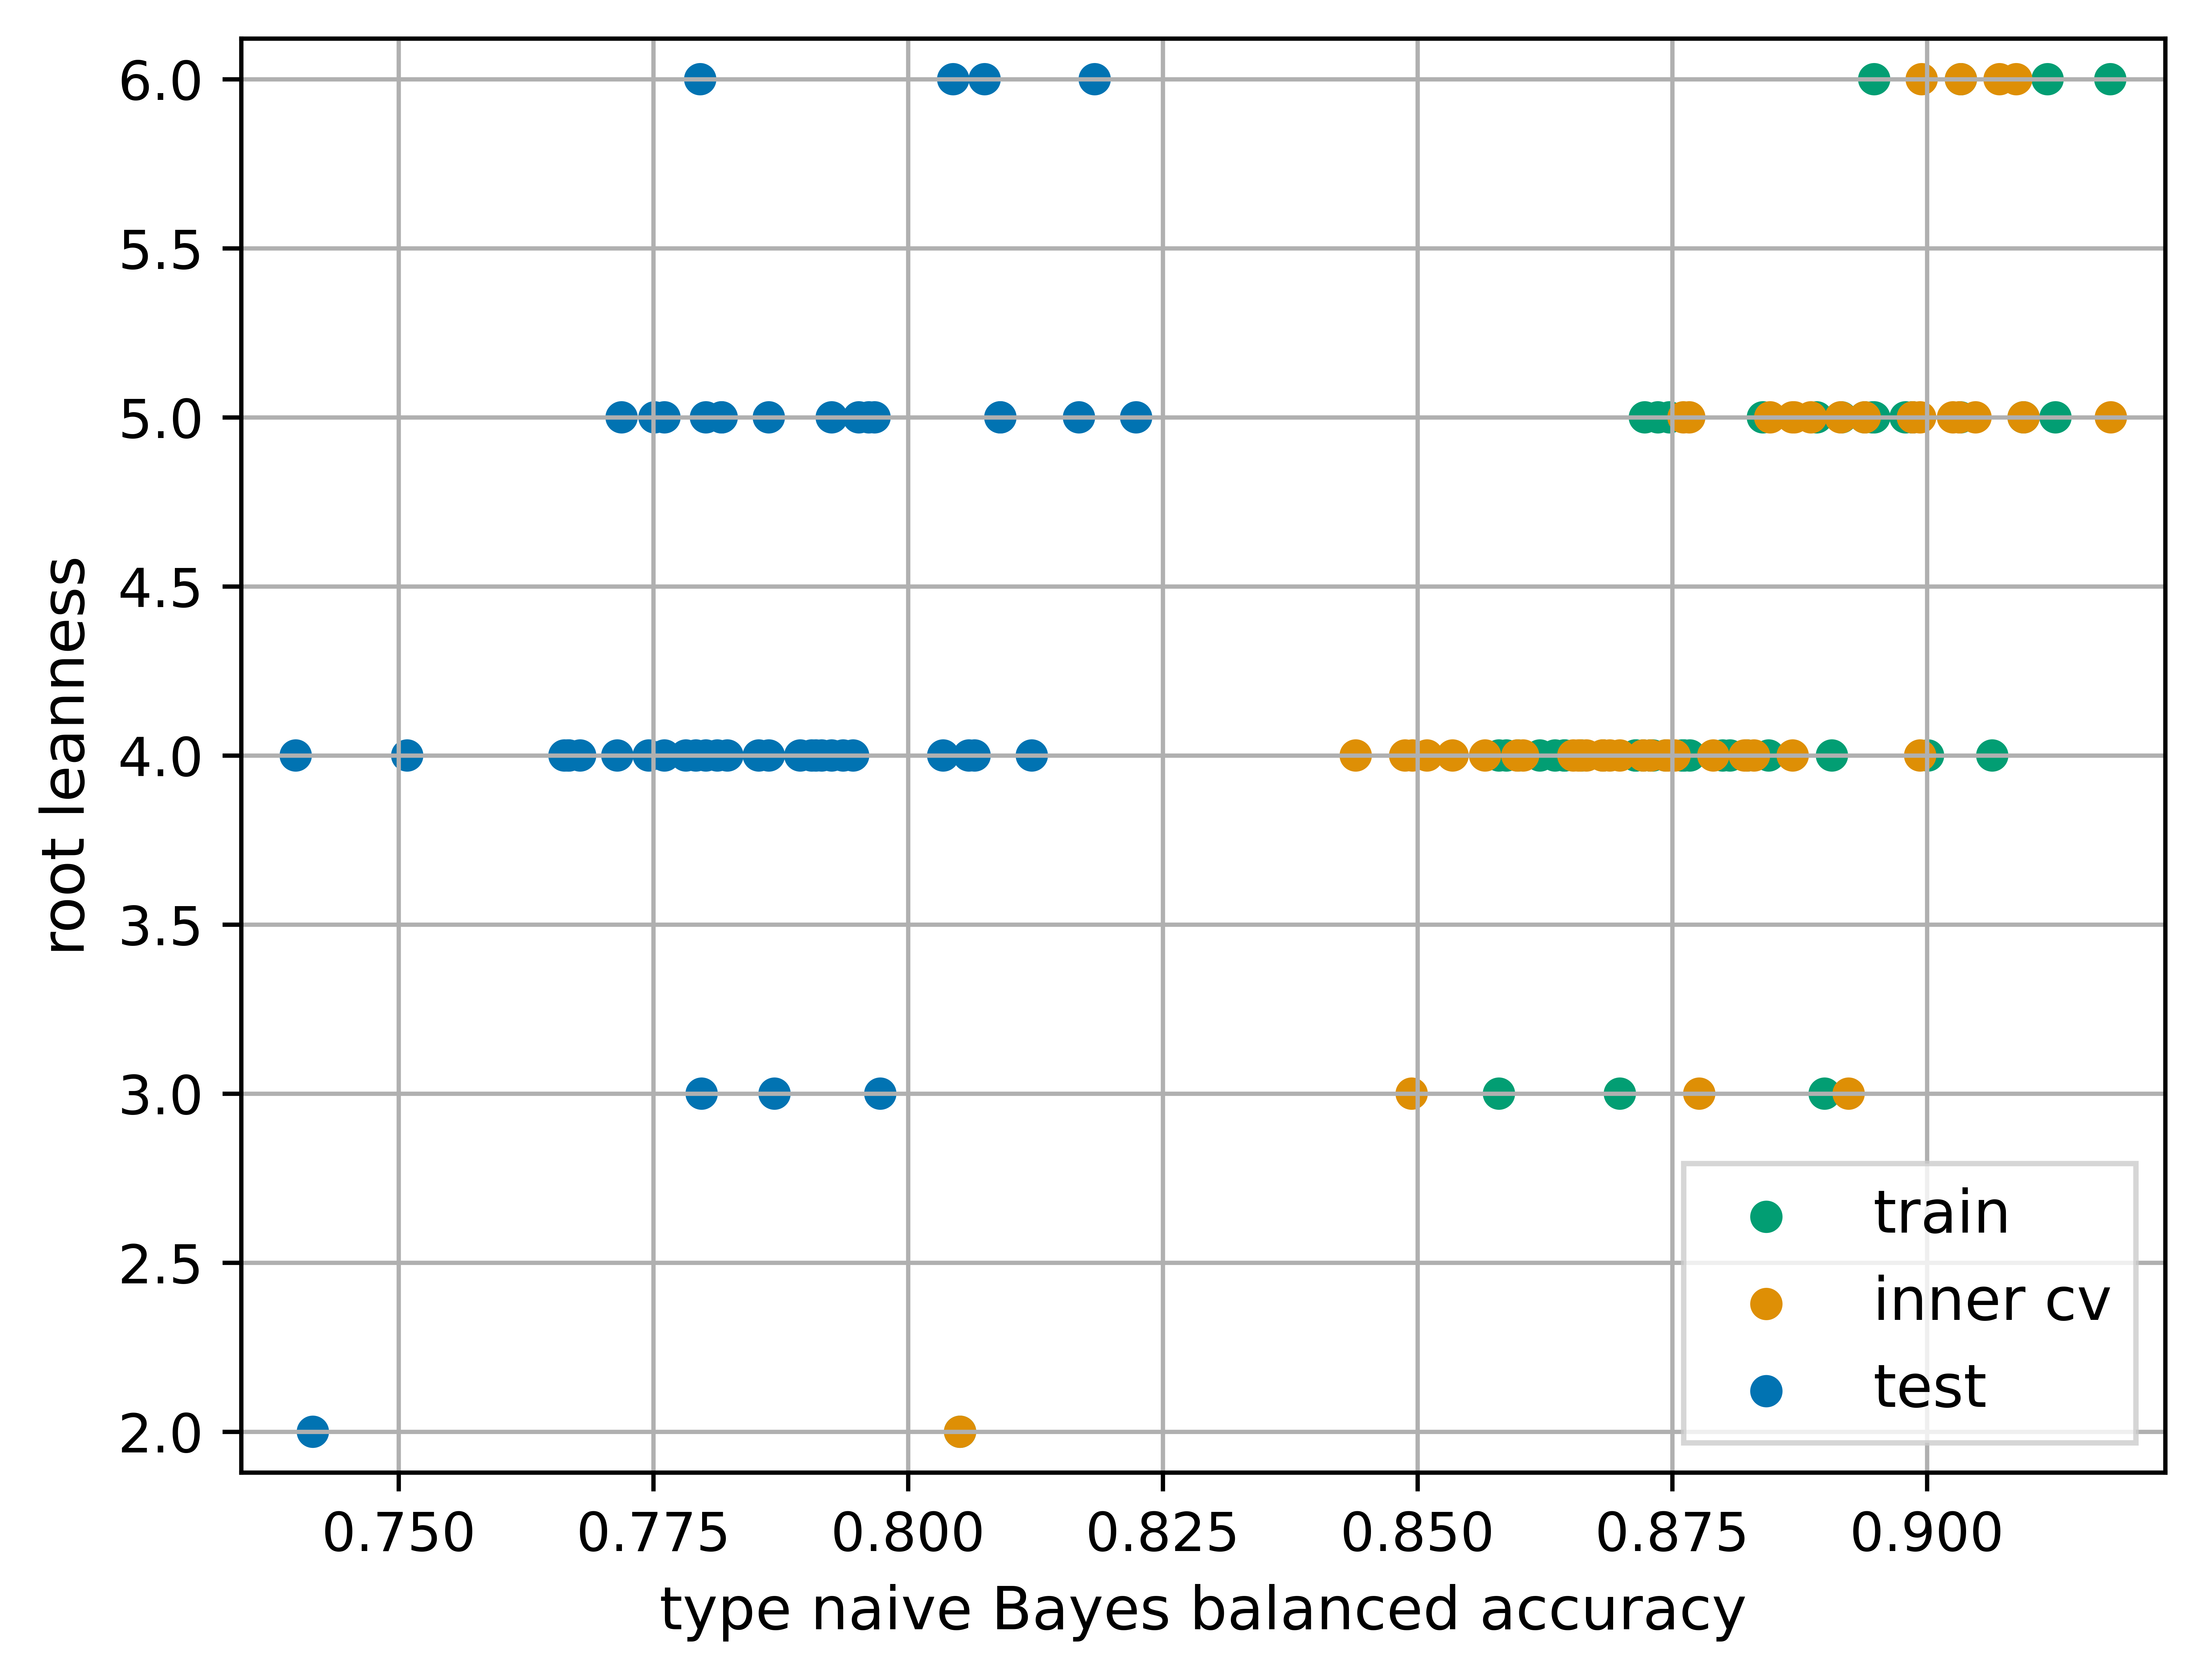 6.0
5.5
5.0
4.5
4.0
3.5
3.0
2.5
2.0
root leanness
train
inner cv
test
0.750 0.775 0.800 0.825 0.850 0.875 0.900
type naive Bayes balanced accuracy